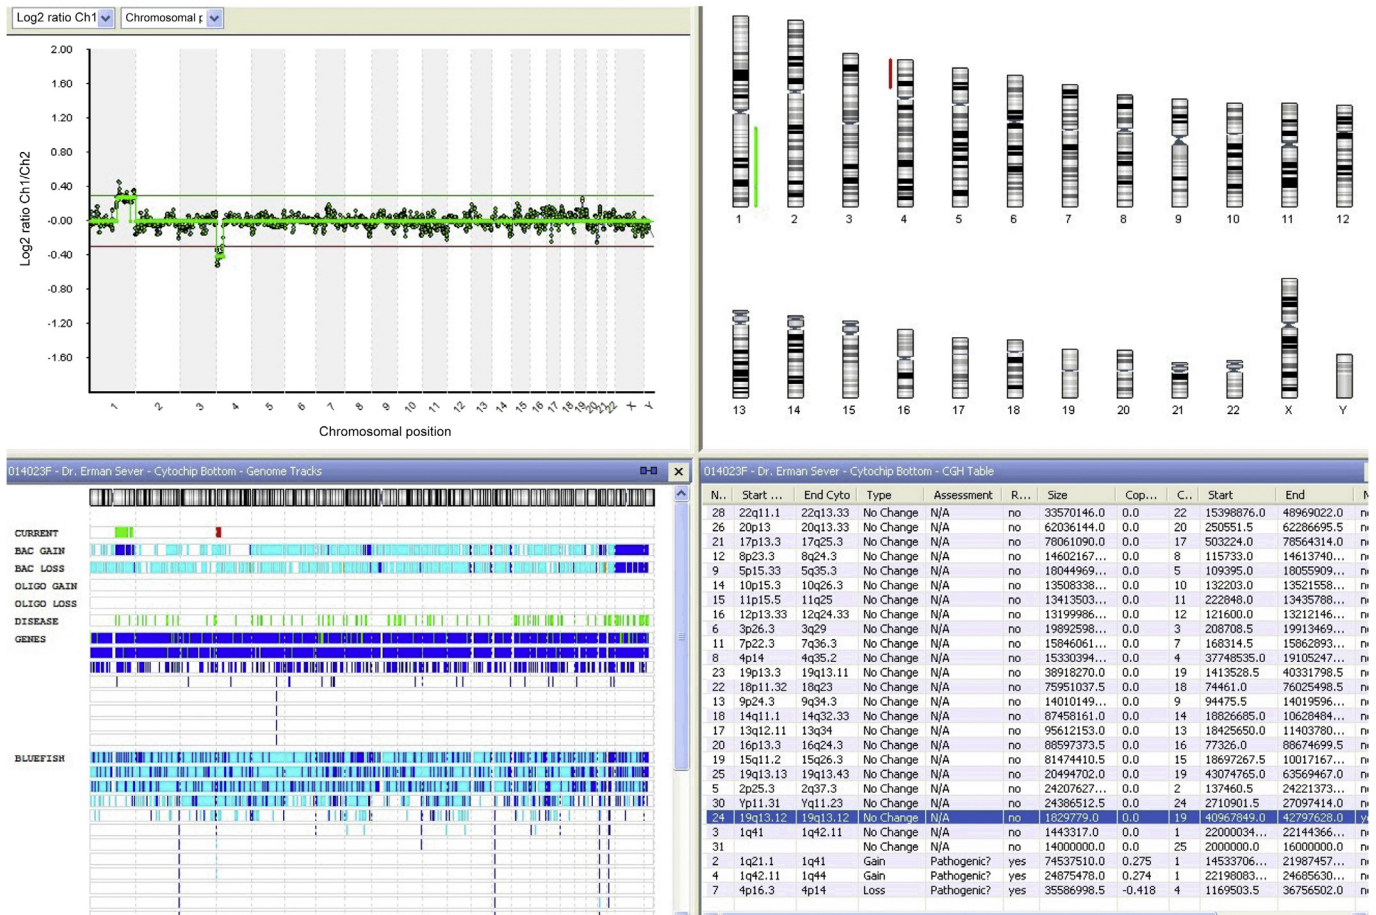 Log2 ratio Ch1 Chromosomal p
2.00
1.60
1.20
0.80
0.40
-0.00
-0.40
-0.80
-1.20
-1.60
Log2 ratio Ch1/Ch2
1 2 3 4 5 6 7 8 9 10 11 12 13 14 15 16 17 18 19 20 21 22 X Y
Chromosomal position
1 2 3 4 5 6 7 8 9 10 11 12
13 14 15 16 17 18 19 20 21 22 X Y
014023F - Dr. Erman Sever - Cytochip Bottom - Genome Tracks
CURRENT
BAC GAIN
BAC LOSS
OLIGO GAIN
OLIGO LOSS
DISEASE
GENES
BLUEFISH
014023F - Dr. Erman Sever - Cytochip Bottom - CGH Table
N.. Start ... End Cyto Type Assessment R... Size Cop... C.. Start End
28 22q11.1 22q13.33 No Change N/A no 33570146.0 0.0 22 15398876.0 48969022.0
26 20p13 20q13.33 No Change N/A no 62036144.0 0.0 20 250551.5 62286695.5
21 17p13.3 17q25.3 No Change N/A no 78061090.0 0.0 17 503224.0 78564314.0
12 8p23.3 8q24.3 No Change N/A no 14602167... 0.0 8 115733.0 14613740...
9 5p15.33 5q35.3 No Change N/A no 18044969... 0.0 5 109395.0 18055909...
14 10p15.3 10q26.3 No Change N/A no 13508338... 0.0 10 132203.0 13521558...
15 11p15.5 11q25 No Change N/A no 13413503... 0.0 11 222848.0 13435788...
16 12p13.33 12q24.33 No Change N/A no 13199986... 0.0 12 121600.0 13212146...
6 3p26.3 3q29 No Change N/A no 19892598... 0.0 3 208708.5 19913469...
11 7p22.3 7q36.3 No Change N/A no 15846061... 0.0 7 168314.5 15862893...
8 4p14 4q35.2 No Change N/A no 15330394... 0.0 4 37748535.0 19105247...
23 19p13.3 19q13.11 No Change N/A no 38918270.0 0.0 19 1413528.5 40331798.5
22 18p11.32 18q23 No Change N/A no 75951037.5 0.0 18 74461.0 76025498.5
13 9p24.3 9q34.3 No Change N/A no 14010149... 0.0 9 94475.5 14019596...
18 14q11.1 14q32.33 No Change N/A no 87458161.0 0.0 14 18826685.0 10628484...
17 13q12.11 13q34 No Change N/A no 95612153.0 0.0 13 18425650.0 11403780...
20 16p13.3 16q24.3 No Change N/A no 88597373.5 0.0 16 77326.0 88674699.5
19 15q11.2 15q26.3 No Change N/A no 81474410.5 0.0 15 18697267.5 10017167...
25 19q13.13 19q13.43 No Change N/A no 20494702.0 0.0 19 43074765.0 63569467.0
5 2p25.3 2q37.3 No Change N/A no 24207627... 0.0 2 137460.5 24221373...
30 Yp11.31 Yq11.23 No Change N/A no 24386512.5 0.0 24 2710901.5 27097414.0
24 19q13.12 19q13.12 No Change N/A no 1829779.0 0.0 19 40967849.0 42797628.0
3 1q41 1q42.11 No Change N/A no 1443317.0 0.0 1 22000034... 22144366...
31 No Change N/A no 14000000.0 0.0 25 2000000.0 16000000.0
2 1q21.1 1q41 Gain Pathogenic? yes 74537510.0 0.275 1 14533706... 21987457...
4 1q42.11 1q44 Gain Pathogenic? yes 24875478.0 0.274 1 22198083... 24685630...
7 4p16.3 4p14 Loss Pathogenic? yes 35586998.5 -0.418 4 1169503.5 36756502.0